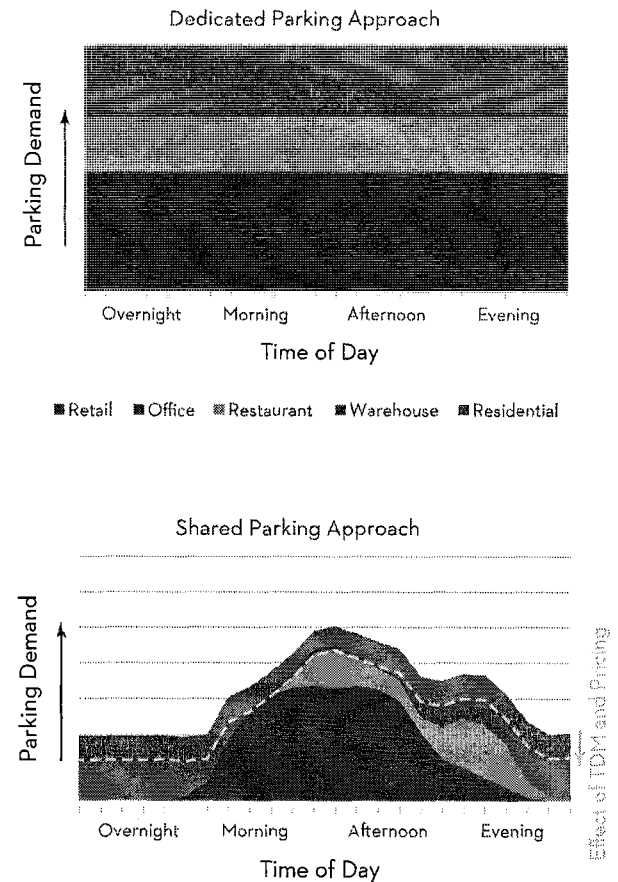 Dedicated Parking Approach
Parking Demand
Overnight Morning Afternoon Evening
Time of Day
Retail Office Restaurant Warehouse Residential
Shared Parking Approach
Parking Demand
Effect of TDM and Pricing
Overnight Morning Afternoon Evening
Time of Day